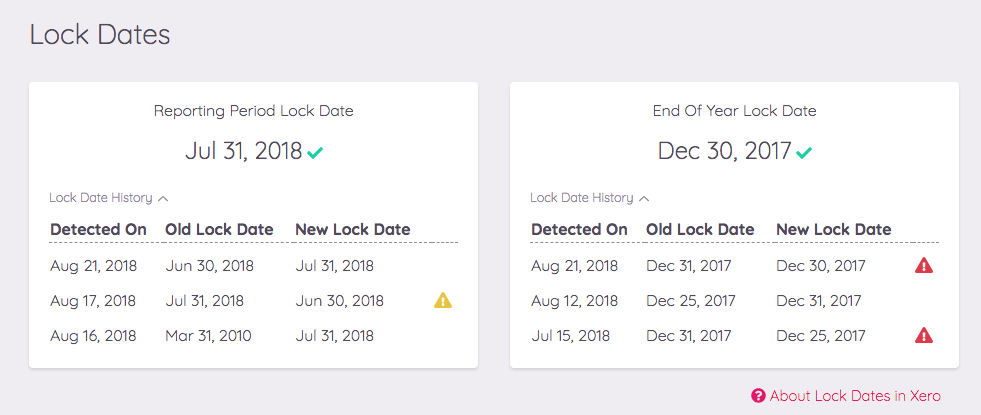 Lock Dates
Reporting Period Lock Date
Jul 31, 2018
Lock Date History
Detected On Old Lock Date New Lock Date
Aug 21, 2018 Jun 30, 2018 Jul 31, 2018
Aug 17, 2018 Jul 31, 2018 Jun 30, 2018
Aug 16, 2018 Mar 31, 2010 Jul 31, 2018
End Of Year Lock Date
Dec 30, 2017
Lock Date History
Detected On Old Lock Date New Lock Date
Aug 21, 2018 Dec 31, 2017 Dec 30, 2017
Aug 12, 2018 Dec 25, 2017 Dec 31, 2017
Jul 15, 2018 Dec 31, 2017 Dec 25, 2017
About Lock Dates in Xero